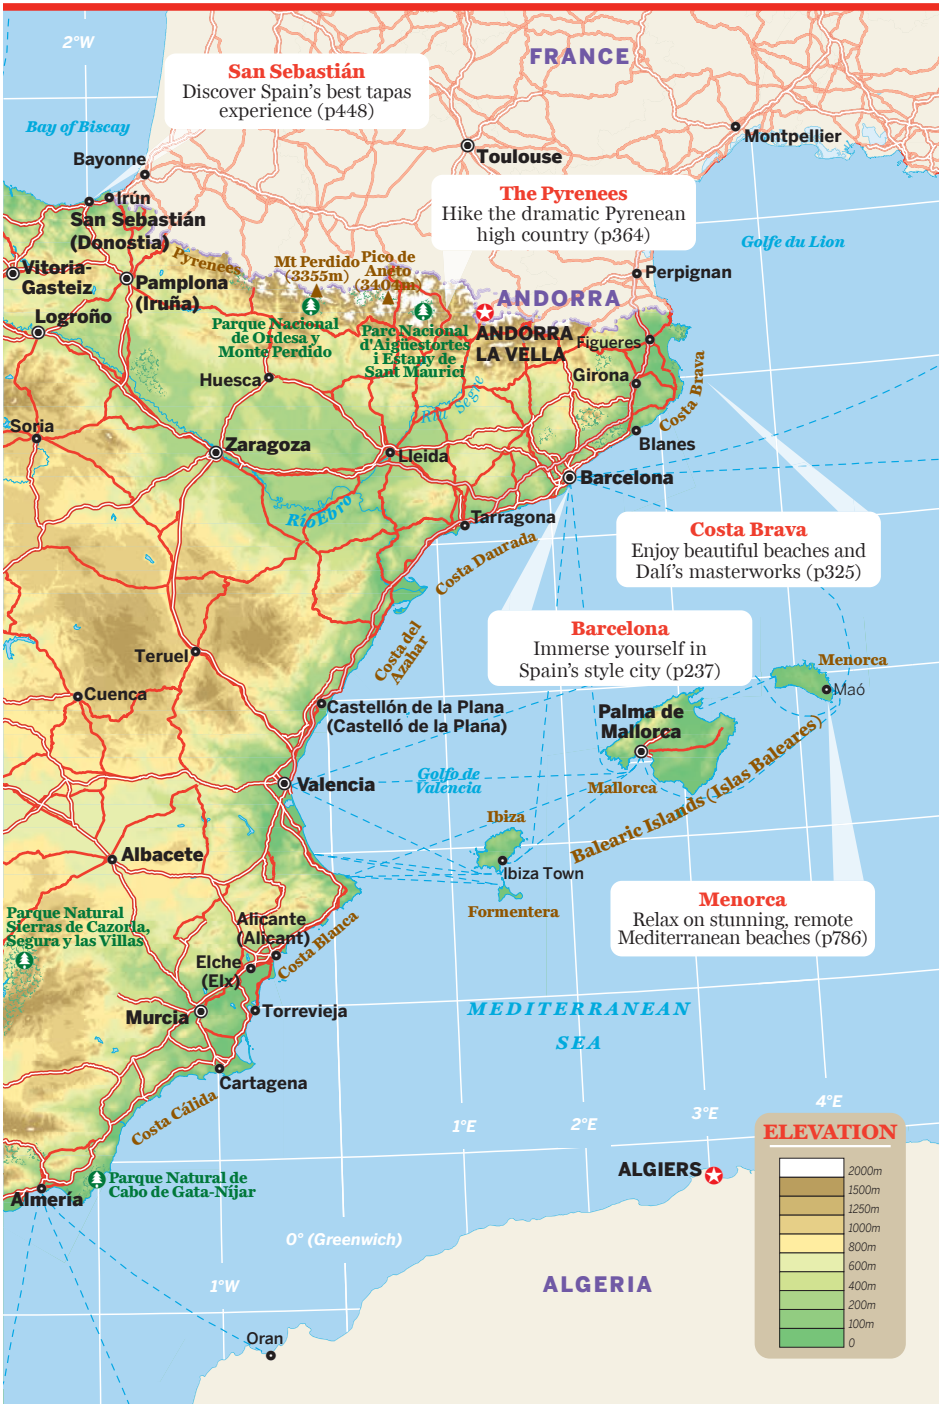 2°W
FRANCE
San Sebastián
Discover Spain's best tapas
experience (p448)
Bay of Biscay
Montpellier
Bayonne
Toulouse
Irún
San Sebastián
(Donostia)
The Pyrenees
Hike the dramatic Pyrenean
high country (p364)
Golfe du Lion
Pyrenees
Mt Perdido
(3355m)
Pico de
Aneto
(3404m)
Vitoria-
Gasteiz
Pamplona
(Iruña)
Perpignan
ANDORRA
Logroño
Parque Nacional
de Ordesa y
Monte Perdido
Parc Nacional
d'Aigüestortes
i Estany de
Sant Maurici
ANDORRA
LA VELLA
Figueres
Huesca
Girona
Costa Brava
Riu Segre
Soria
Zaragoza
Lleida
Blanes
Barcelona
Río Ebro
Tarragona
Costa Daurada
Costa Brava
Enjoy beautiful beaches and
Dalí's masterworks (p325)
Barcelona
Immerse yourself in
Spain's style city (p237)
Costa del
Azahar
Teruel
Menorca
Maó
Cuenca
Castellón de la Plana
(Castelló de la Plana)
Palma de
Mallorca
Valencia
Golfo de
Valencia
Mallorca
Balearic Islands (Islas Baleares)
Ibiza
Albacete
Ibiza Town
Formentera
Menorca
Relax on stunning, remote
Mediterranean beaches (p786)
Parque Natural
Sierras de Cazorla,
Segura y las Villas
Alicante
(Alicant)
Costa Blanca
Elche
(Elx)
Murcia
Torrevieja
MEDITERRANEAN
SEA
Cartagena
Costa Cálida
1°E
2°E
3°E
4°E
ELEVATION
2000m
1500m
1250m
1000m
800m
600m
400m
200m
100m
0
ALGIERS
Parque Natural de
Cabo de Gata-Níjar
Almería
0° (Greenwich)
1°W
ALGERIA
Oran